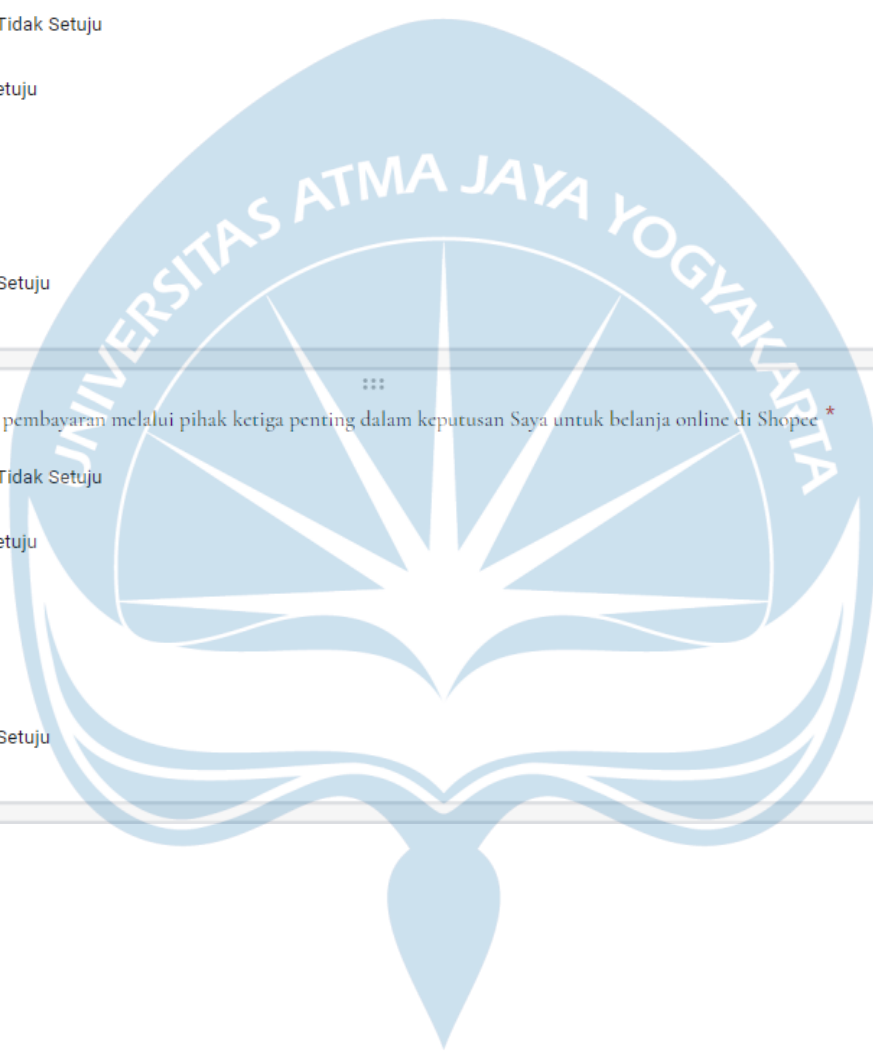 Tidak Setuju
etuju
UNIVERSITAS ATMA JAYA YOGYAKARTA
Setuju
pembayaran melalui pihak ketiga penting dalam keputusan Saya untuk belanja online di Shopee *
Tidak Setuju
etuju
Setuju